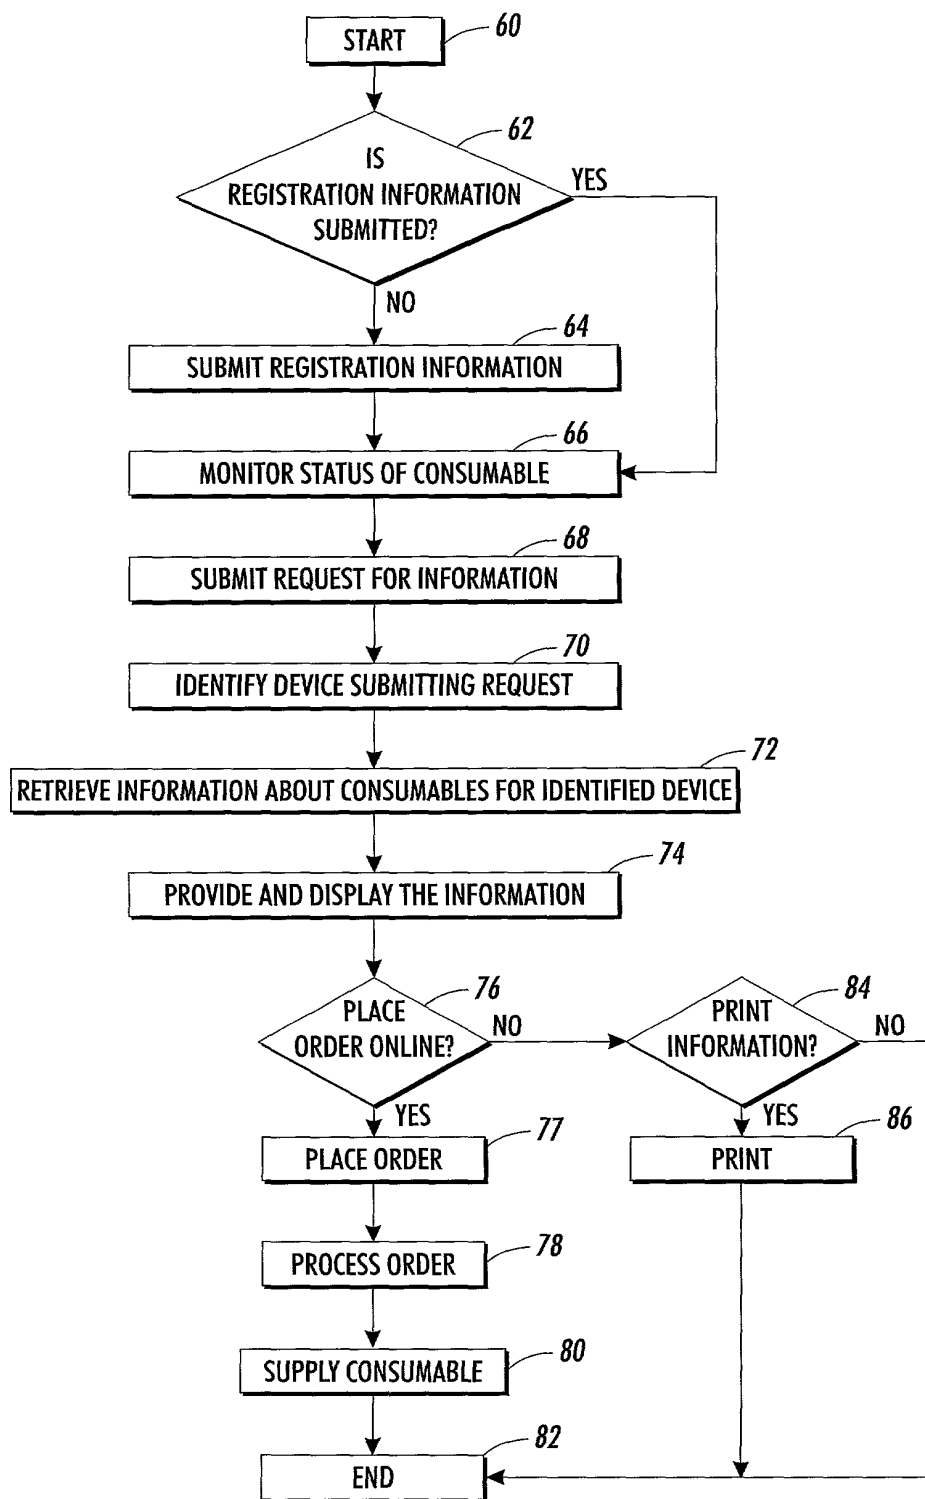 START
60
62
IS
REGISTRATION INFORMATION
SUBMITTED?
YES
NO
64
SUBMIT REGISTRATION INFORMATION
66
MONITOR STATUS OF CONSUMABLE
68
SUBMIT REQUEST FOR INFORMATION
70
IDENTIFY DEVICE SUBMITTING REQUEST
72
RETRIEVE INFORMATION ABOUT CONSUMABLES FOR IDENTIFIED DEVICE
74
PROVIDE AND DISPLAY THE INFORMATION
76
PLACE
ORDER ONLINE?
NO
YES
84
PRINT
INFORMATION?
NO
YES
77
PLACE ORDER
86
PRINT
78
PROCESS ORDER
80
SUPPLY CONSUMABLE
82
END